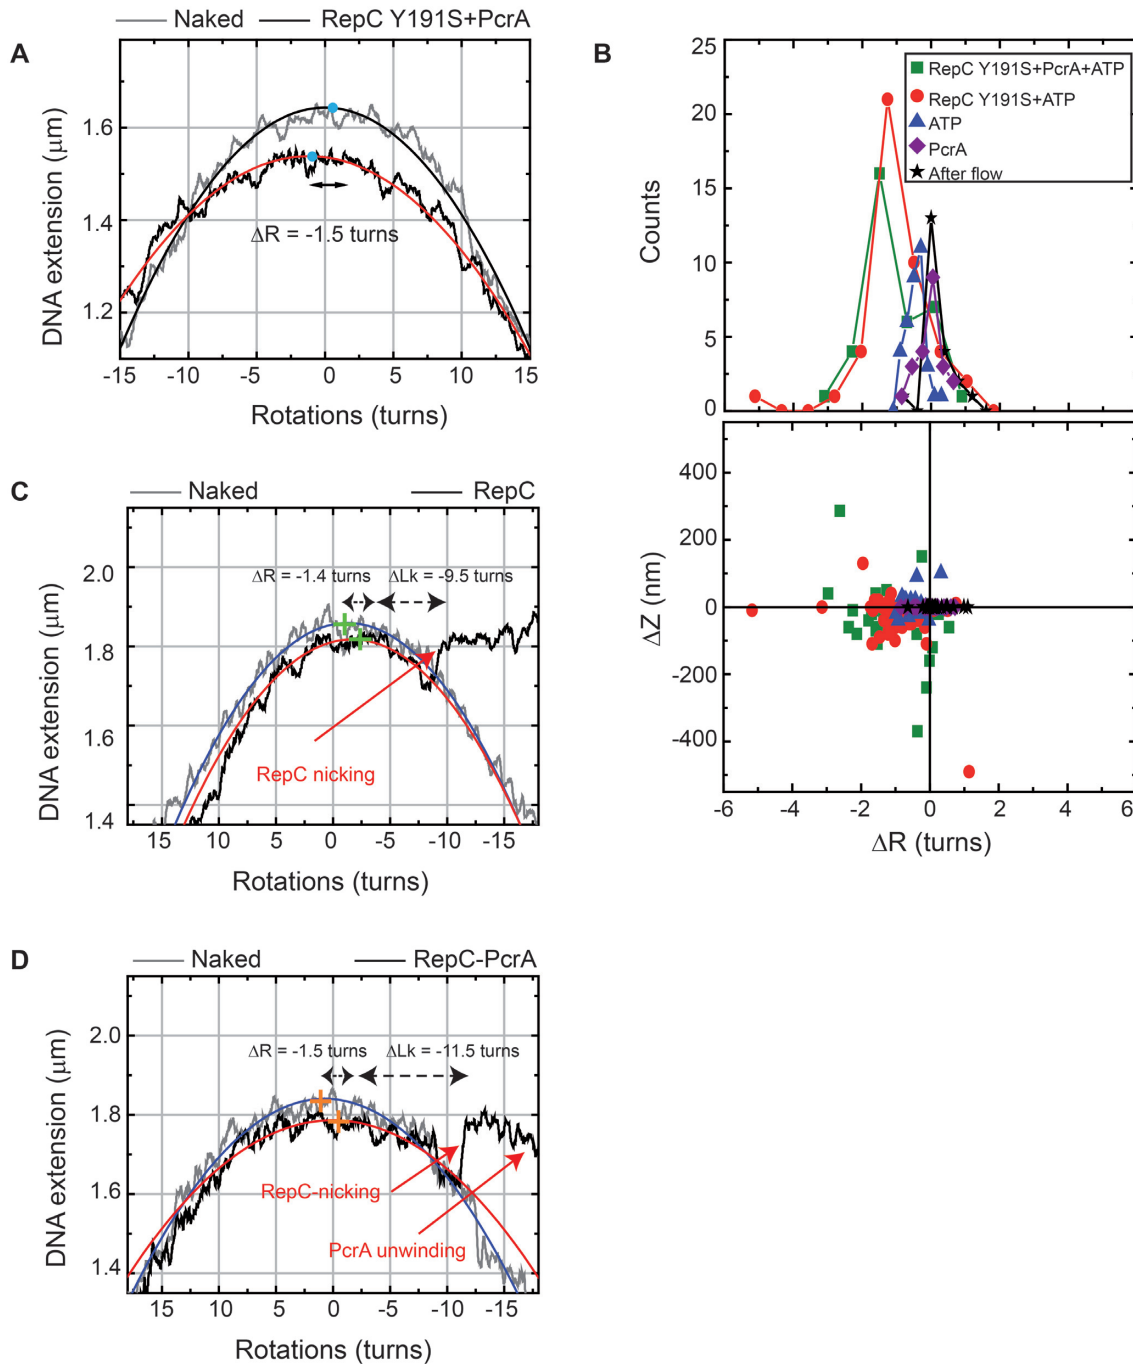 Naked RepC Y191S+PcrA
A
DNA extension (μm)
1.6
1.4
1.2
ΔR = -1.5 turns
-15 -10 -5 0 5 10 15
Rotations (turns)
B
Counts
25
20
15
10
5
0
RepC Y191S+PcrA+ATP
RepC Y191S+ATP
ATP
PcrA
After flow
ΔZ (nm)
400
200
0
-200
-400
-6 -4 -2 0 2 4 6
ΔR (turns)
C
Naked RepC
DNA extension (μm)
2.0
1.8
1.6
1.4
ΔR = -1.4 turns ΔLk = -9.5 turns
RepC nicking
15 10 5 0 -5 -10 -15
Rotations (turns)
D
Naked RepC-PcrA
DNA extension (μm)
2.0
1.8
1.6
1.4
ΔR = -1.5 turns ΔLk = -11.5 turns
RepC-nicking
PcrA unwinding
15 10 5 0 -5 -10 -15
Rotations (turns)